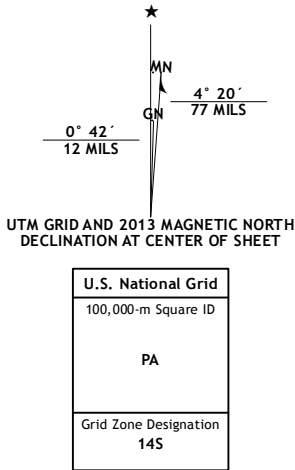 ★
MN
4° 20´
77 MILS
GN
0° 42´
12 MILS
UTM GRID AND 2013 MAGNETIC NORTH
DECLINATION AT CENTER OF SHEET
U.S. National Grid
100,000-m Square ID
PA
Grid Zone Designation
14S